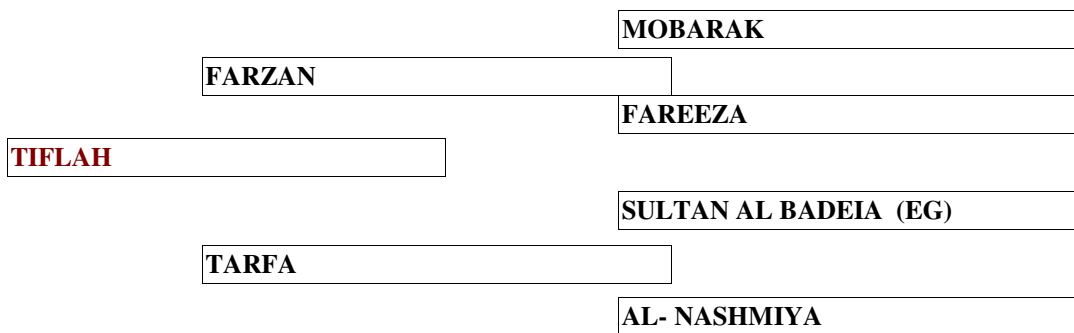 MOBARAK
FARZAN
FAREEZA
TIFLAH
SULTAN AL BADEIA (EG)
TARFA
AL- NASHMIYA